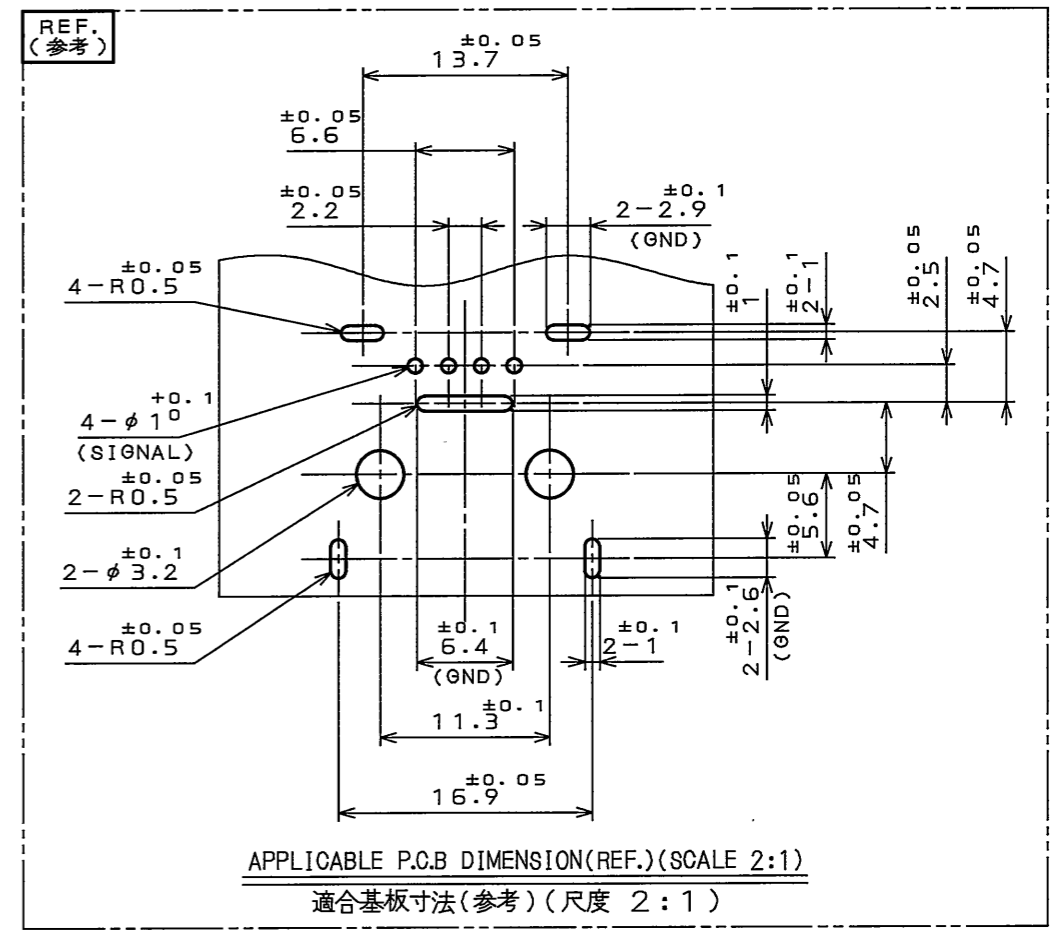 REF.
(参考)
±0.05
13.7
±0.05
6.6
±0.05
2.2
±0.1
2-2.9
(GND)
±0.05
4-R0.5
±0.1
1
±0.1
2-1
±0.05
2.5
±0.05
4.7
+0.1
4-φ1 0
(SIGNAL)
±0.05
2-R0.5
±0.1
2-φ3.2
±0.05
4-R0.5
±0.05
5.6
±0.05
4.7
±0.1
2-2.6
(GND)
±0.1
6.4
(GND)
±0.1
2-1
±0.1
11.3
±0.05
16.9
APPLICABLE P.C.B DIMENSION(REF.)(SCALE 2:1)
適合基板寸法(参考)(尺度 2:1)